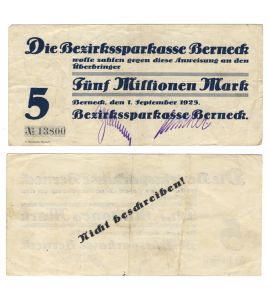 Die Bezirkssparkasse Berneck
wolle zahlen gegen diese Anweisung an den
Überbringer
Fünf Millionen Mark
Berneck, den 1. September 1923.
Bezirkssparkasse Berneck.
5
№ 13800
Nicht beschreiben!